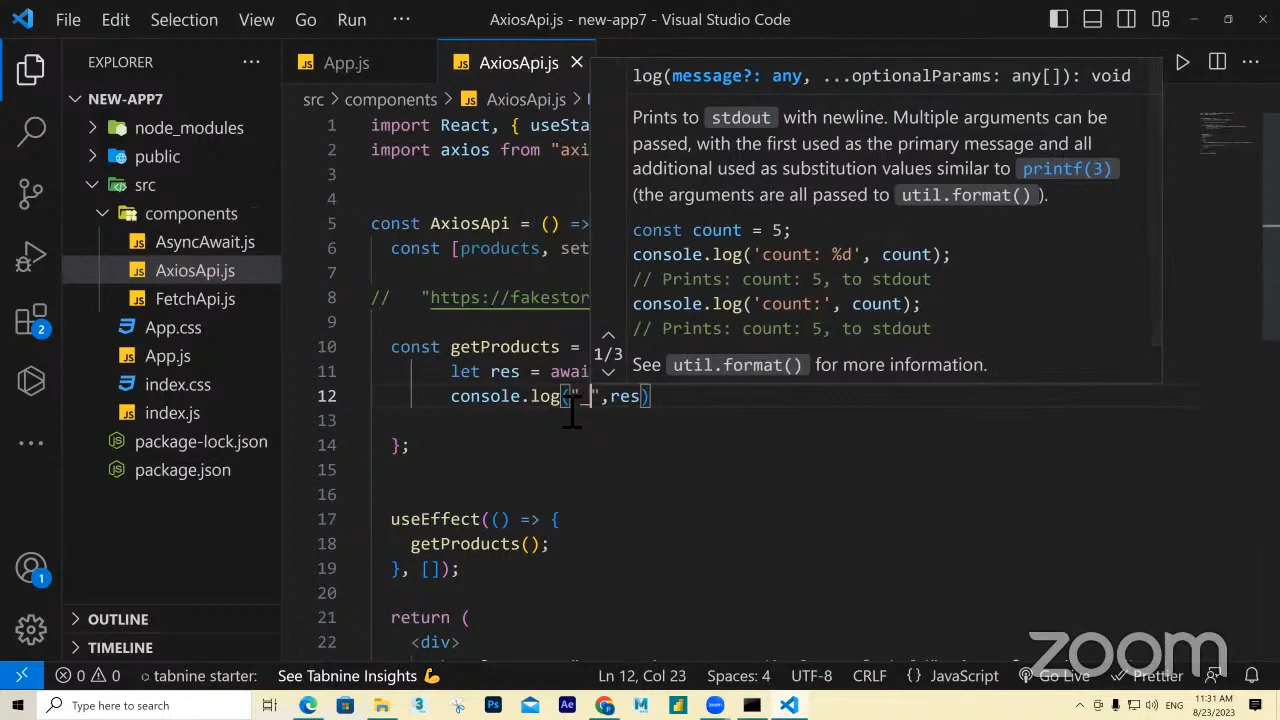 File Edit Selection View Go Run ··· AxiosApi.js - new-app7 - Visual Studio Code
EXPLORER ···
NEW-APP7
node_modules
public
src
components
AsyncAwait.js
AxiosApi.js
FetchApi.js
App.css
App.js
index.css
index.js
package-lock.json
package.json
OUTLINE
TIMELINE
2
1
App.js AxiosApi.js
src > components > AxiosApi.js >
1 import React, { useSta
2 import axios from "axi
3
4
5 const AxiosApi = () =>
6 const [products, set
7
8 // "https://fakestor
9
10 const getProducts =
11 let res = awai
12 console.log("_",res)
13
14 };
15
16
17 useEffect(() => {
18 getProducts();
19 }, []);
20
21 return (
22 <div>
log(message?: any, ...optionalParams: any[]): void
Prints to stdout with newline. Multiple arguments can be
passed, with the first used as the primary message and all
additional used as substitution values similar to printf(3)
(the arguments are all passed to util.format()).
const count = 5;
console.log('count: %d', count);
// Prints: count: 5, to stdout
console.log('count:', count);
// Prints: count: 5, to stdout
1/3
See util.format() for more information.
zoom
0 0 tabnine starter: See Tabnine Insights 💪 Ln 12, Col 23 Spaces: 4 UTF-8 CRLF {} JavaScript Go Live Prettier
Type here to search
11:31 AM
8/23/2023